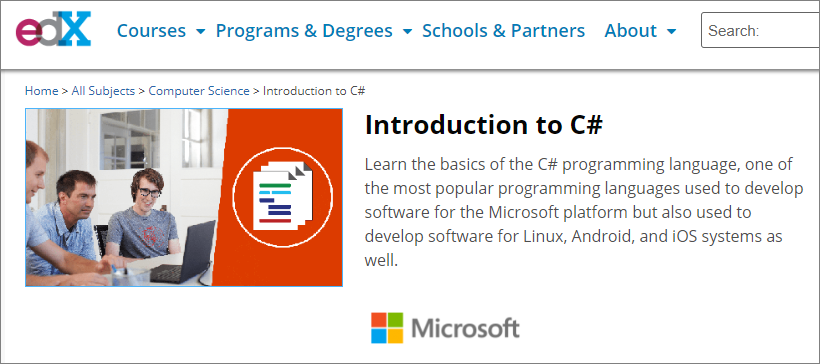 edX Courses Programs & Degrees Schools & Partners About Search:
Home > All Subjects > Computer Science > Introduction to C#
Introduction to C#
Learn the basics of the C# programming language, one of
the most popular programming languages used to develop
software for the Microsoft platform but also used to
develop software for Linux, Android, and iOS systems as
well.
Microsoft